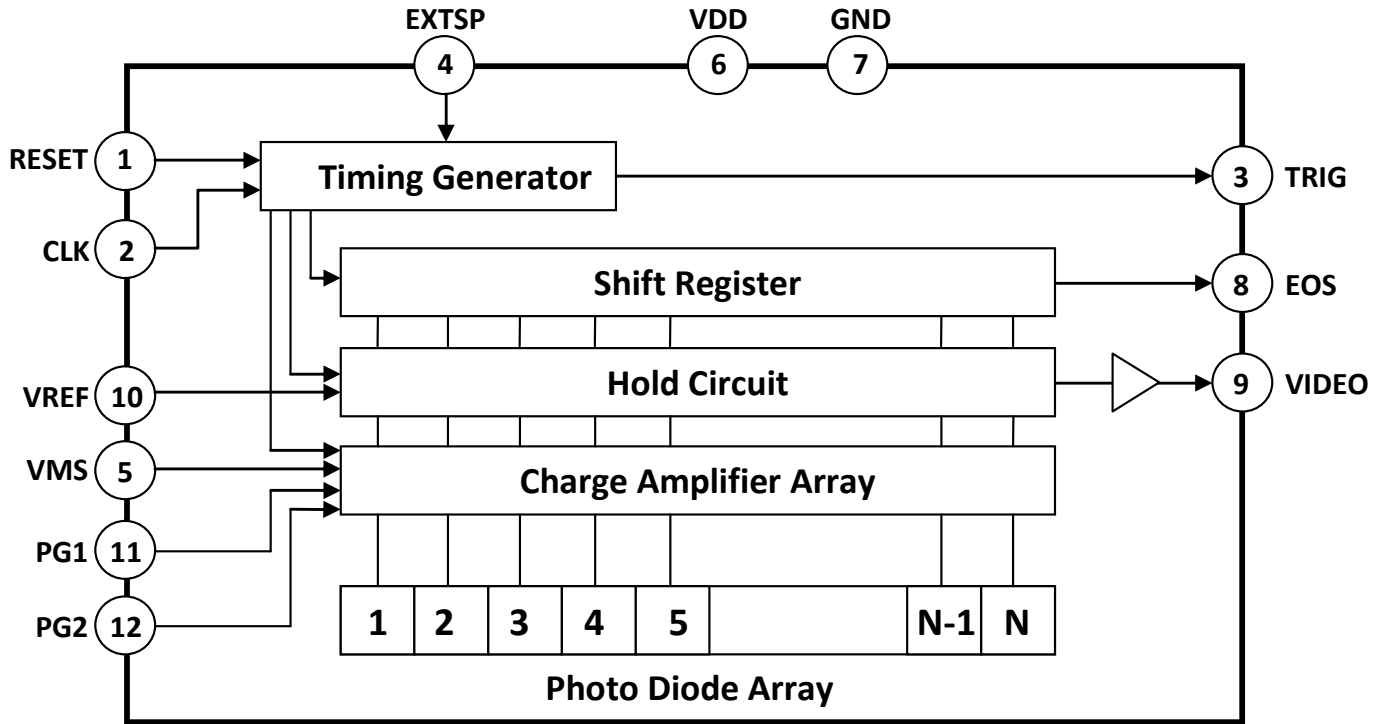 EXTSP VDD GND
4 6 7
RESET 1
Timing Generator
3 TRIG
CLK 2
Shift Register
8 EOS
VREF 10
Hold Circuit
9 VIDEO
VMS 5
Charge Amplifier Array
PG1 11
PG2 12
1 2 3 4 5 N-1 N
Photo Diode Array